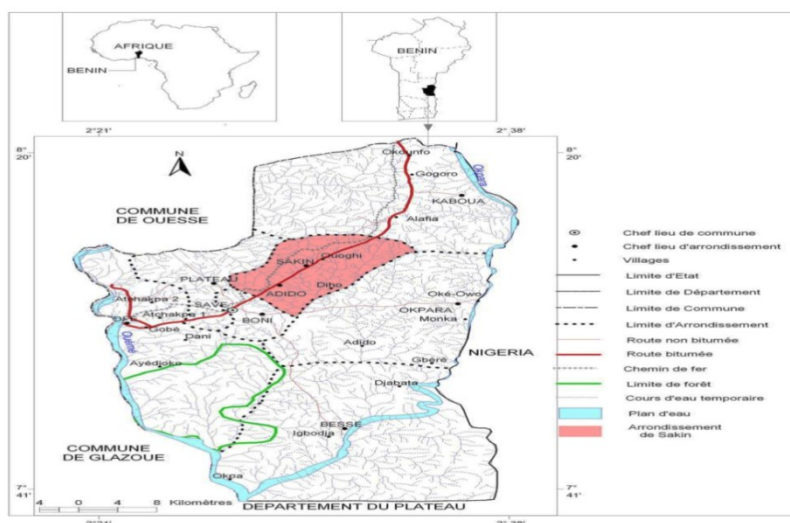 AFRIQUE
BENIN
BENIN
2°21'
2°38'
8°
20'
8°
20'
N
Okounfo
Gogoro
Okpara
KABOUA
COMMUNE
DE OUESSE
Alafia
Ouoghi
SAKIN
PLATEAU
ADIDO
Diho
Atchakpa 2
SAVE
Oké-Owo
Atchakpa 1
BONI
OKPARA
Monka
Gobé
Dani
Adido
NIGERIA
Ouémé
Ayédjoko
Gbéré
Djabata
BESSE
Igbodja
COMMUNE
DE GLAZOUE
Okpa
7°
41'
7°
41'
4 0 4 8 Kilomètres
DEPARTEMENT DU PLATEAU
Chef lieu de commune
Chef lieu d'arrondissement
Villages
Limite d'Etat
Limite de Département
Limite de Commune
Limite d'Arrondissement
Route non bitumée
Route bitumée
Chemin de fer
Limite de forêt
Cours d'eau temporaire
Plan d'eau
Arrondissement
de Sakin